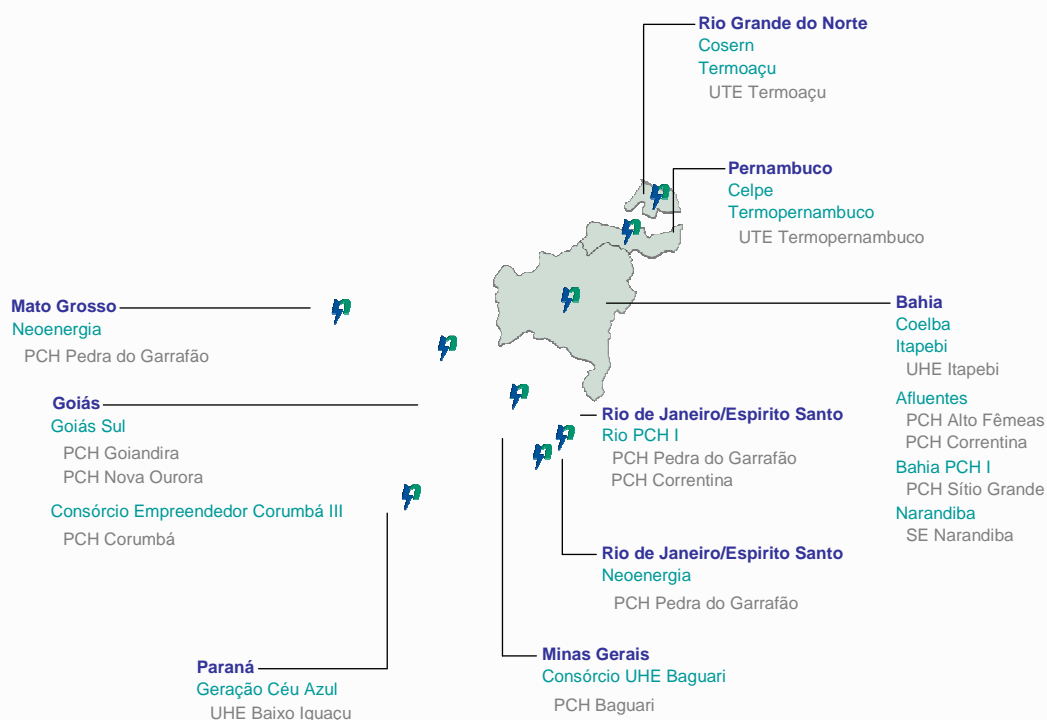 Rio Grande do Norte
Cosern
Termoaçu
UTE Termoaçu
Pernambuco
Celpe
Termopernambuco
UTE Termopernambuco
Mato Grosso
Neoenergia
PCH Pedra do Garrafão
Bahia
Coelba
Itapebi
UHE Itapebi
Afluentes
PCH Alto Fêmeas
PCH Correntina
Bahia PCH I
PCH Sítio Grande
Narandiba
SE Narandiba
Goiás
Goiás Sul
PCH Goiandira
PCH Nova Ourora
Consórcio Empreendedor Corumbá III
PCH Corumbá
Rio de Janeiro/Espirito Santo
Rio PCH I
PCH Pedra do Garrafão
PCH Correntina
Rio de Janeiro/Espirito Santo
Neoenergia
PCH Pedra do Garrafão
Minas Gerais
Consórcio UHE Baguari
PCH Baguari
Paraná
Geração Céu Azul
UHE Baixo Iguaçu